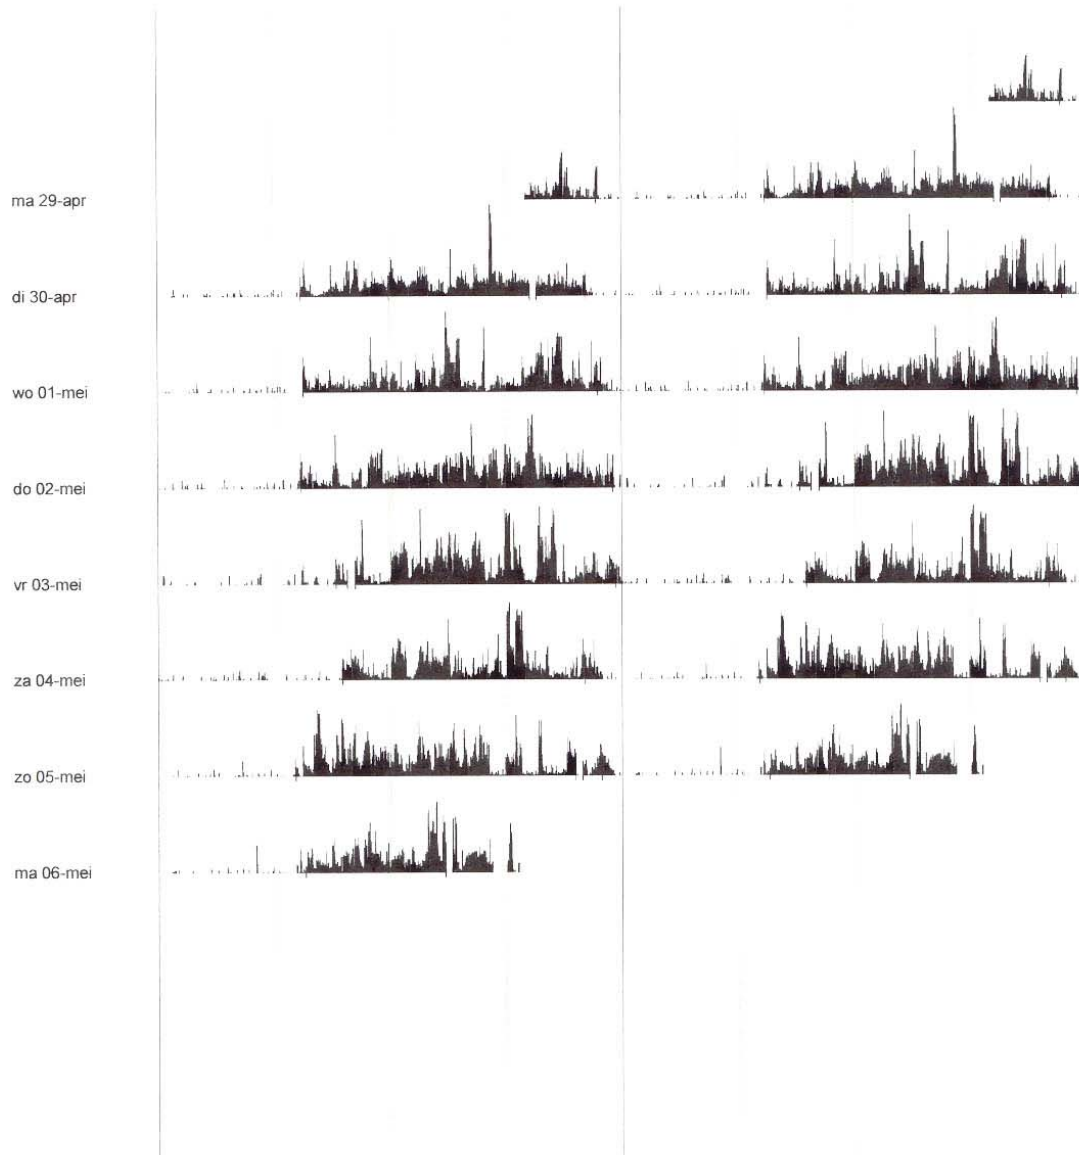 ma 29-apr
di 30-apr
wo 01-mei
do 02-mei
vr 03-mei
za 04-mei
zo 05-mei
ma 06-mei